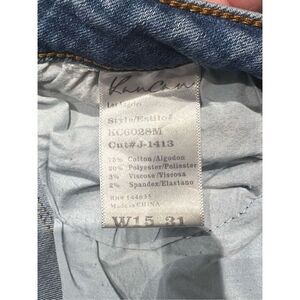 KanCan
Los Angeles
Style/Estilo#
KC6028M
Cut#J-1413
75% Cotton/Algodon
20% Polyester/Poliester
3% Viscose/Viscosa
2% Spandex/Elastano
RN# 144655
Made in CHINA
W15 31